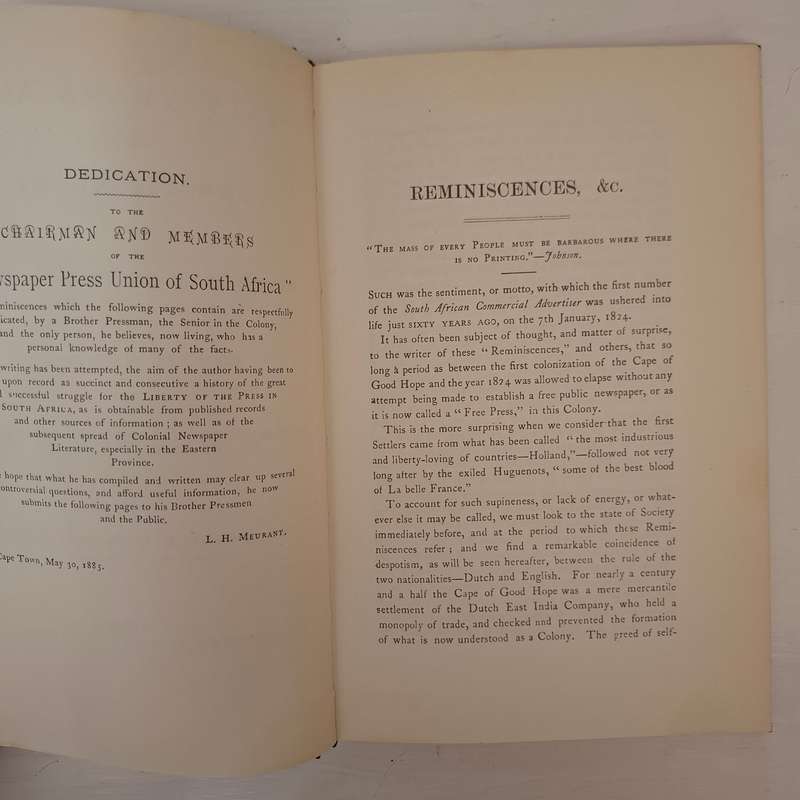 DEDICATION.
TO THE
CHAIRMAN AND MEMBERS
OF THE
Press Union of South Africa"
which the following pages contain are respectfully
by a Brother Pressman, the Senior in the Colony,
and the only person, he believes, now living, who has a
personal knowledge of many of the facts.
writing has been attempted, the aim of the author having been to
upon record as succinct and consecutive a history of the great
successful struggle for the LIBERTY OF THE PRESS IN
SOUTH AFRICA, as is obtainable from published records
and other sources of information; as well as of the
subsequent spread of Colonial Newspaper
Literature, especially in the Eastern
Province.
hope that what he has compiled and written may clear up several
questions, and afford useful information, he now
submits the following pages to his Brother Pressmen
and the Public.
L. H. MEURANT.
Cape Town, May 30, 1885.
REMINISCENCES, &c.
"THE MASS OF EVERY PEOPLE MUST BE BARBAROUS WHERE THERE
IS NO PRINTING."—Johnson.
SUCH was the sentiment, or motto, with which the first number
of the South African Commercial Advertiser was ushered into
life just SIXTY YEARS AGO, on the 7th January, 1824.
It has often been subject of thought, and matter of surprise,
to the writer of these "Reminiscences," and others, that so
long à period as between the first colonization of the Cape of
Good Hope and the year 1824 was allowed to elapse without any
attempt being made to establish a free public newspaper, or as
it is now called a "Free Press," in this Colony.
This is the more surprising when we consider that the first
Settlers came from what has been called "the most industrious
and liberty-loving of countries—Holland,"—followed not very
long after by the exiled Huguenots, "some of the best blood
of La belle France."
To account for such supineness, or lack of energy, or what-
ever else it may be called, we must look to the state of Society
immediately before, and at the period to which these Remi-
niscences refer; and we find a remarkable coincidence of
despotism, as will be seen hereafter, between the rule of the
two nationalities—Dutch and English. For nearly a century
and a half the Cape of Good Hope was a mere mercantile
settlement of the Dutch East India Company, who held a
monopoly of trade, and checked and prevented the formation
of what is now understood as a Colony. The greed of self-